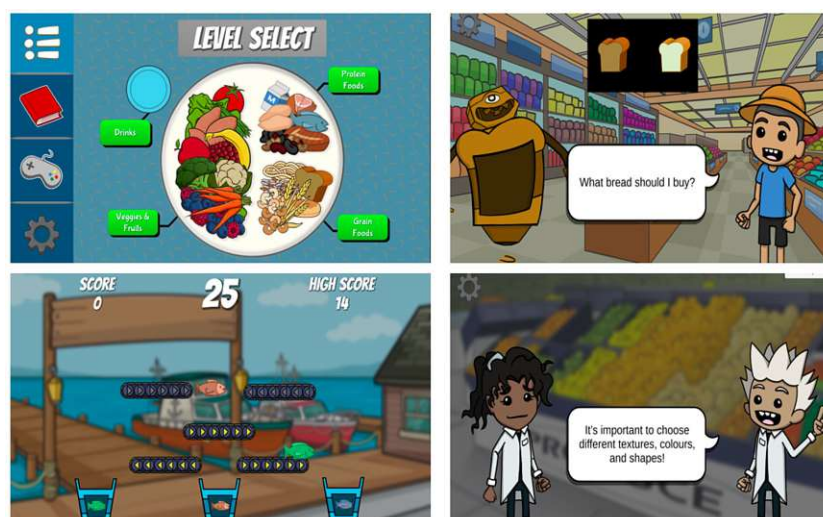 LEVEL SELECT
Protein
Foods
Drinks
Veggies &
Fruits
Grain
Foods
What bread should I buy?
SCORE
0
25
HIGH SCORE
14
It's important to choose
different textures, colours,
and shapes!